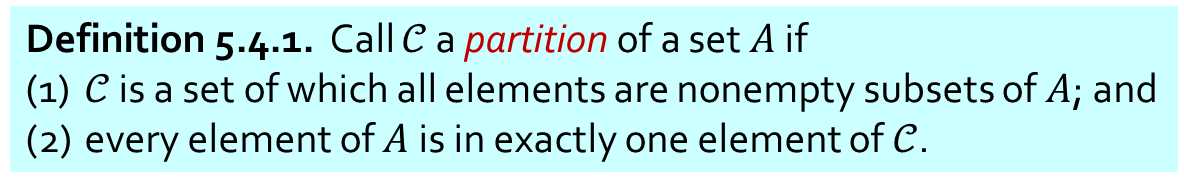 Definition 5.4.1. Call 𝒞 a partition of a set 𝐴 if
(1) 𝒞 is a set of which all elements are nonempty subsets of 𝐴; and
(2) every element of 𝐴 is in exactly one element of 𝒞.